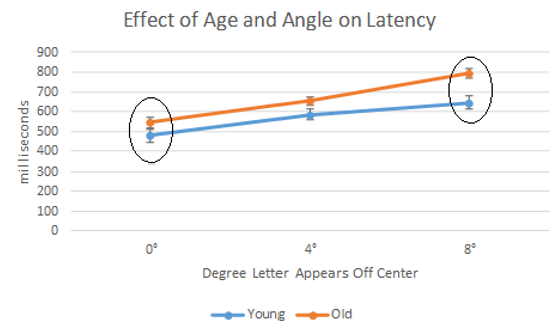 Effect of Age and Angle on Latency
900
800
700
600
500
400
300
200
100
0
milliseconds
0° 4° 8°
Degree Letter Appears Off Center
Young Old